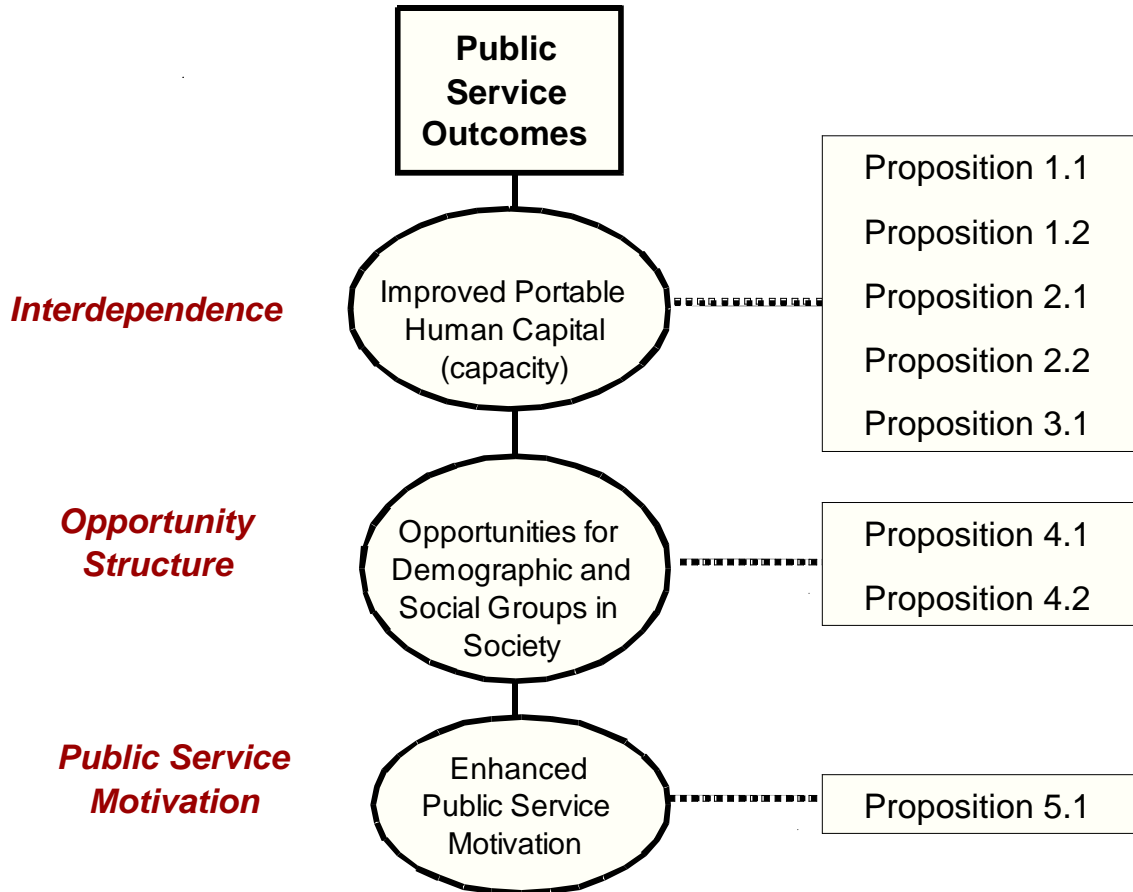 Public
Service
Outcomes
Interdependence
Improved Portable
Human Capital
(capacity)
Proposition 1.1
Proposition 1.2
Proposition 2.1
Proposition 2.2
Proposition 3.1
Opportunity
Structure
Opportunities for
Demographic and
Social Groups in
Society
Proposition 4.1
Proposition 4.2
Public Service
Motivation
Enhanced
Public Service
Motivation
Proposition 5.1